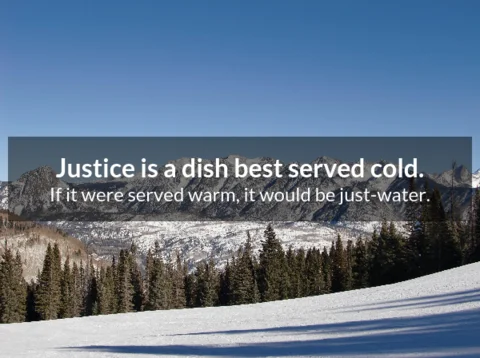 Justice is a dish best served cold.
If it were served warm, it would be just-water.